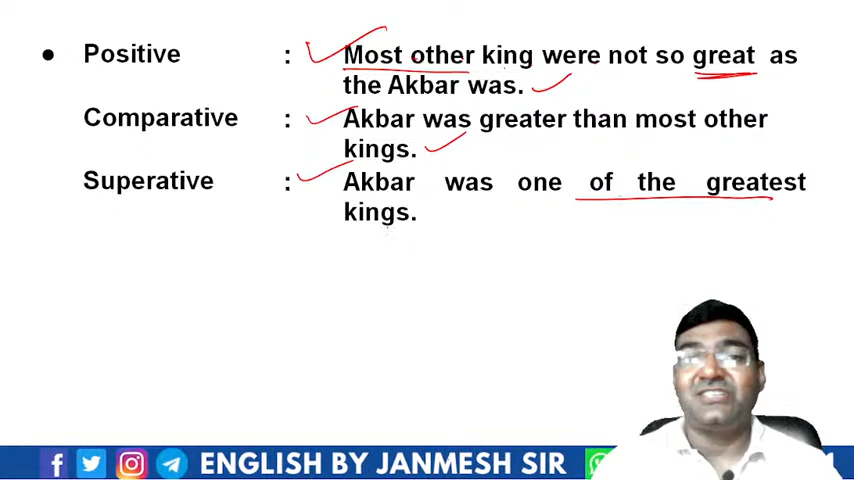 ● Positive : Most other king were not so great as
the Akbar was.
Comparative : Akbar was greater than most other
kings.
Superative : Akbar was one of the greatest
kings.
ENGLISH BY JANMESH SIR